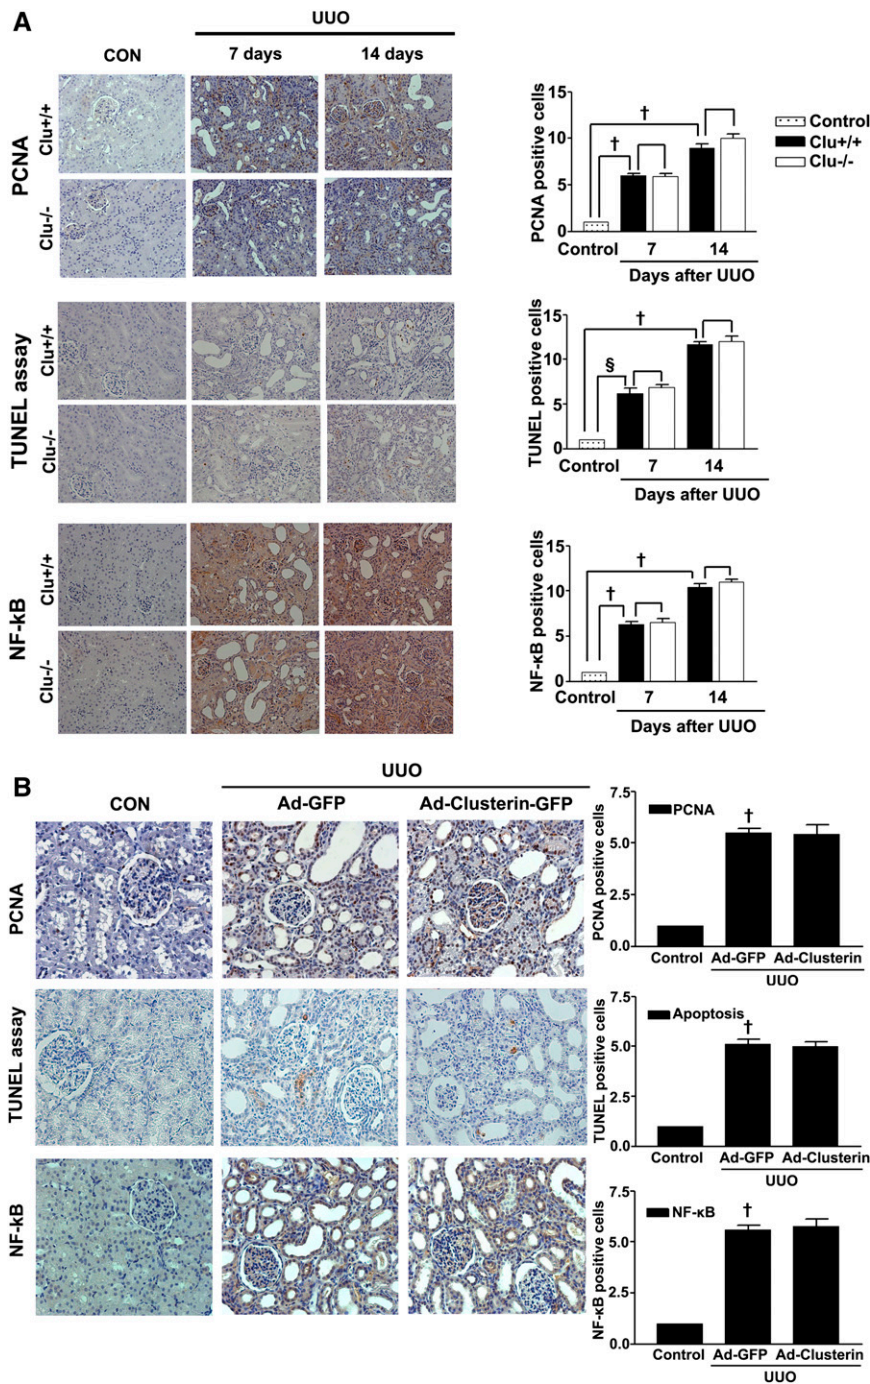 A
UUO
CON
7 days
14 days
PCNA
Clu+/+
Clu-/-
TUNEL assay
Clu+/+
Clu-/-
NF-kB
Clu+/+
Clu-/-
PCNA positive cells
15
10
5
0
†
†
Control
7
14
Days after UUO
Control
Clu+/+
Clu-/-
TUNEL positive cells
15
10
5
0
†
§
Control
7
14
Days after UUO
NF-κB positive cells
15
10
5
0
†
†
Control
7
14
Days after UUO
B
UUO
CON
Ad-GFP
Ad-Clusterin-GFP
PCNA
TUNEL assay
NF-kB
PCNA positive cells
7.5
5.0
2.5
0.0
PCNA
†
Control
Ad-GFP
Ad-Clusterin
UUO
TUNEL positive cells
7.5
5.0
2.5
0.0
Apoptosis
†
Control
Ad-GFP
Ad-Clusterin
UUO
NF-κB positive cells
7.5
5.0
2.5
0.0
NF-κB
†
Control
Ad-GFP
Ad-Clusterin
UUO